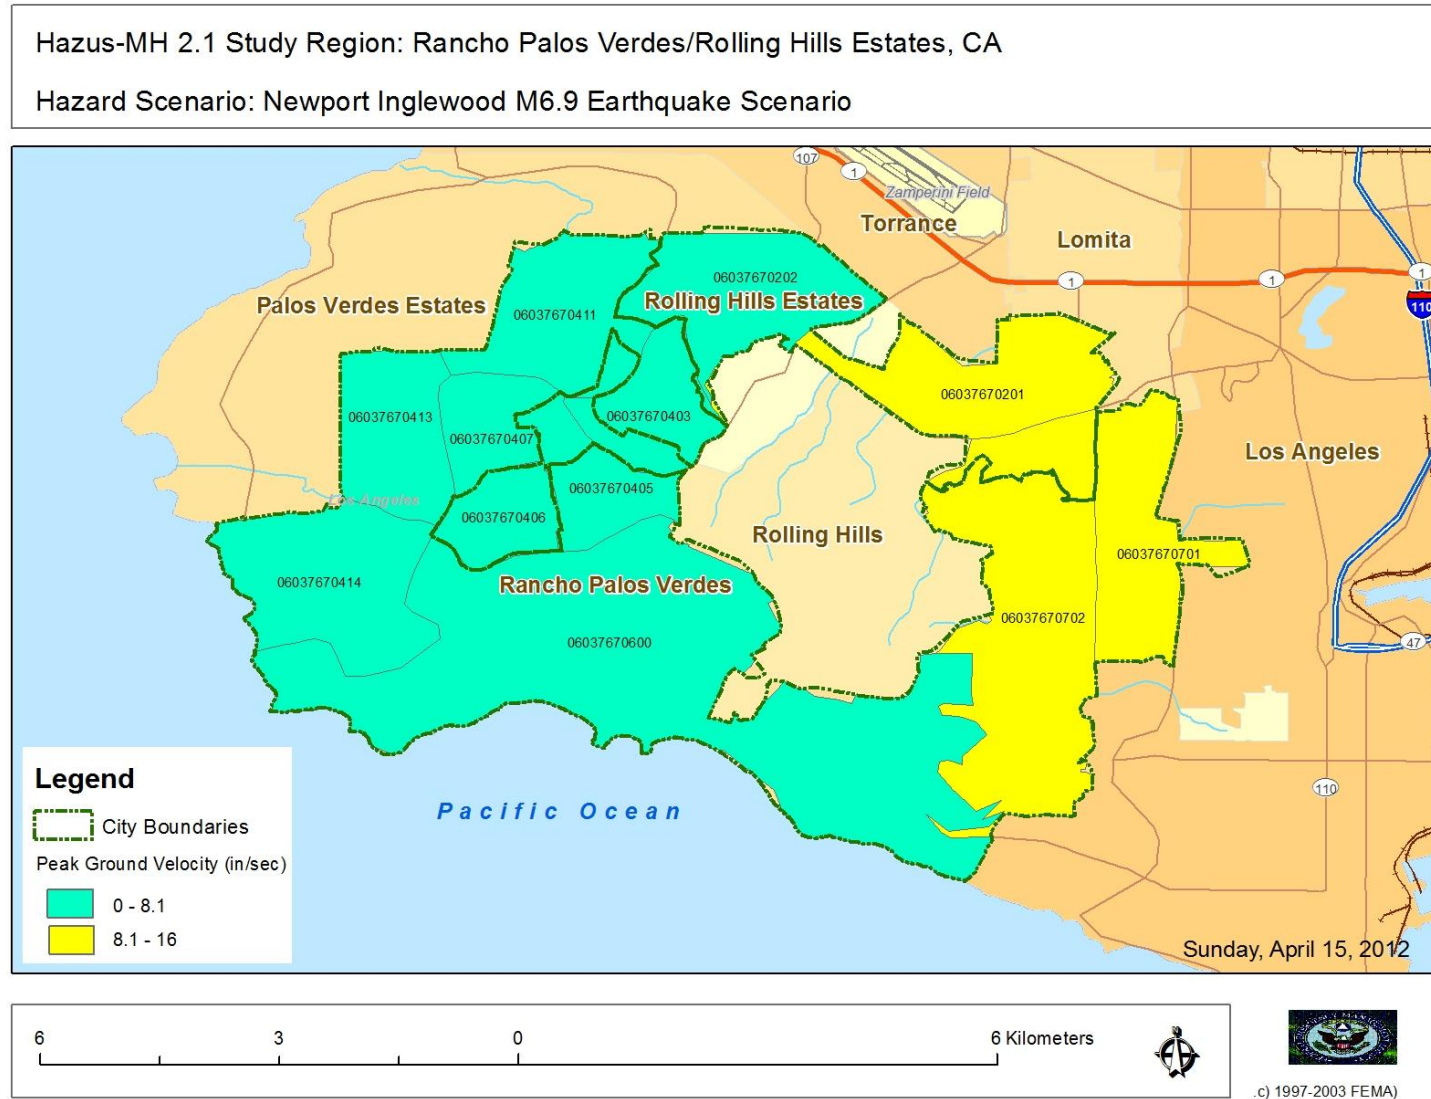 Hazus-MH 2.1 Study Region: Rancho Palos Verdes/Rolling Hills Estates, CA
Hazard Scenario: Newport Inglewood M6.9 Earthquake Scenario
107
1
Zamperini Field
Torrance
Lomita
1
1
1
110
06037670202
Rolling Hills Estates
Palos Verdes Estates
06037670411
06037670201
06037670413
06037670403
06037670407
Los Angeles
Los Angeles
06037670405
06037670406
Rolling Hills
06037670701
06037670414
Rancho Palos Verdes
06037670702
06037670600
47
110
Pacific Ocean
Legend
City Boundaries
Peak Ground Velocity (in/sec)
0 - 8.1
8.1 - 16
Sunday, April 15, 2012
6 3 0 6 Kilometers
.c) 1997-2003 FEMA)